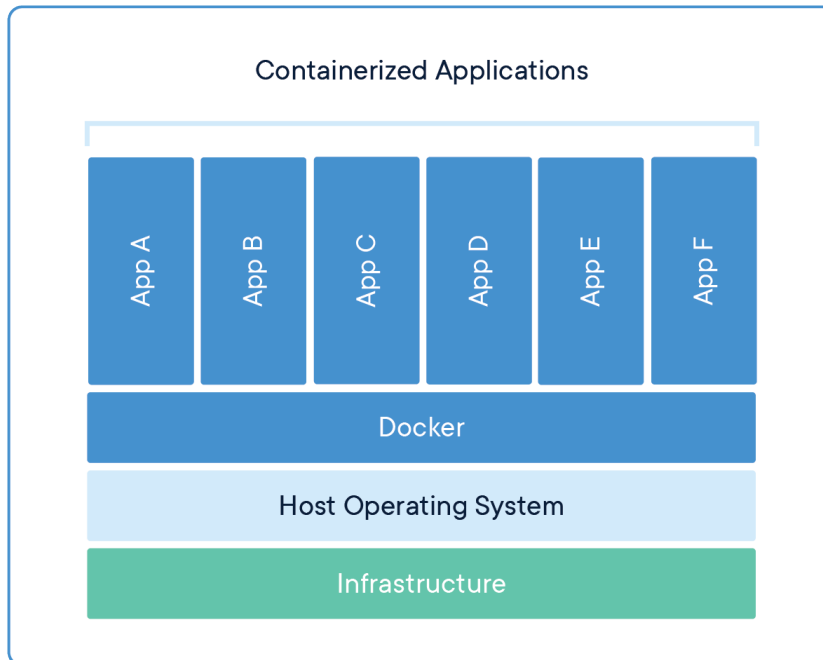 Containerized Applications
App A
App B
App C
App D
App E
App F
Docker
Host Operating System
Infrastructure